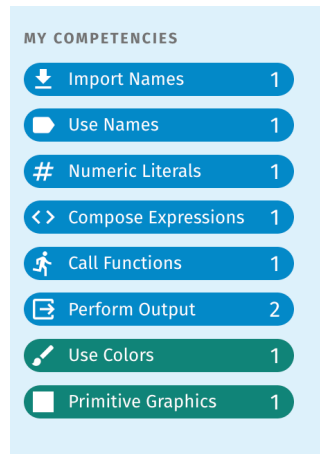 MY COMPETENCIES
Import Names 1
Use Names 1
# Numeric Literals 1
<> Compose Expressions 1
Call Functions 1
Perform Output 2
Use Colors 1
Primitive Graphics 1